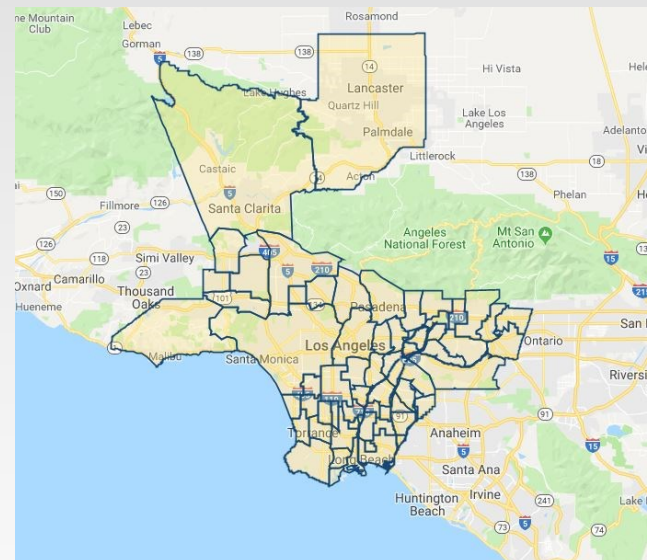 Rosamond
ne Mountain
Club
Lebec
Gorman
5
138
138
14
Hi Vista
Lancaster
Lake Hughes
Quartz Hill
Lake Los
Angeles
Palmdale
Adelanto
Littlerock
18
Castaic
14
Acton
138
Phelan
150
126
Fillmore
5
Santa Clarita
23
Angeles
National Forest
Mt San
Antonio
126
118
Simi Valley
405
5
210
15
Oxnard
Camarillo
23
Thousand
Oaks
Hueneme
101
Pasadena
210
Ontario
Los Angeles
Malibu
Santa Monica
Riversi
110
91
91
Torrance
Anaheim
Long Beach
5
15
Santa Ana
Huntington
Beach
Irvine
241
73
5
74